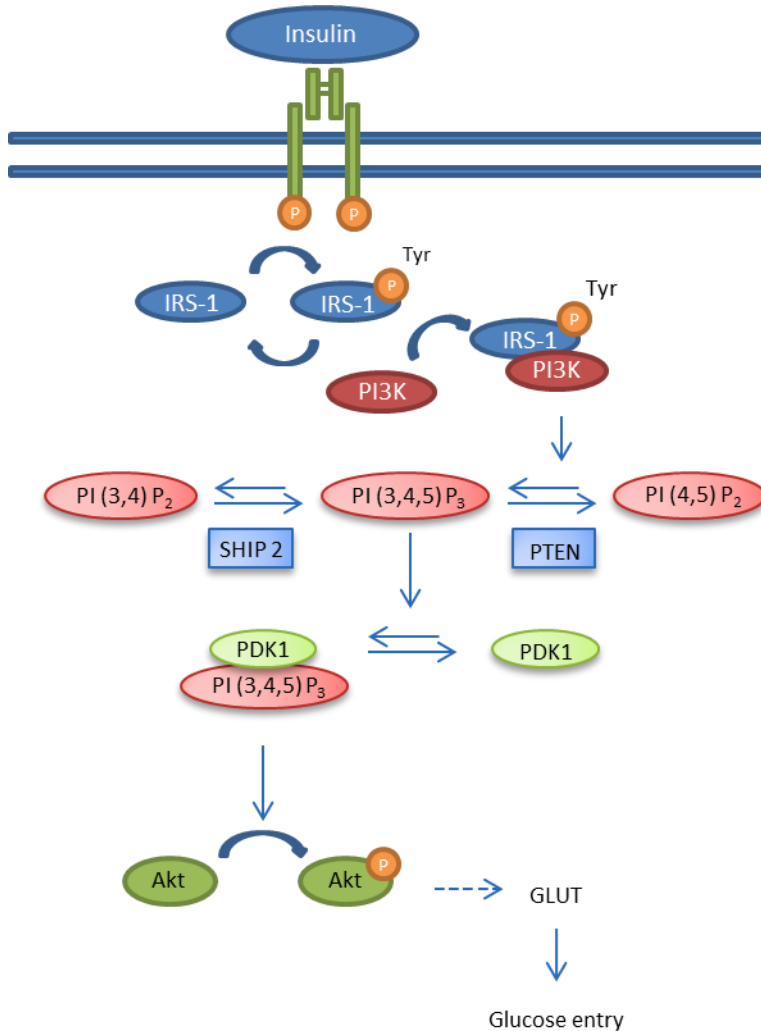 Insulin
P P
Tyr
P
IRS-1 IRS-1
Tyr
P
IRS-1
PI3K PI3K
PI (3,4) P2 PI (3,4,5) P3 PI (4,5) P2
SHIP 2 PTEN
PDK1 PDK1
PI (3,4,5) P3
P
Akt Akt
GLUT
Glucose entry